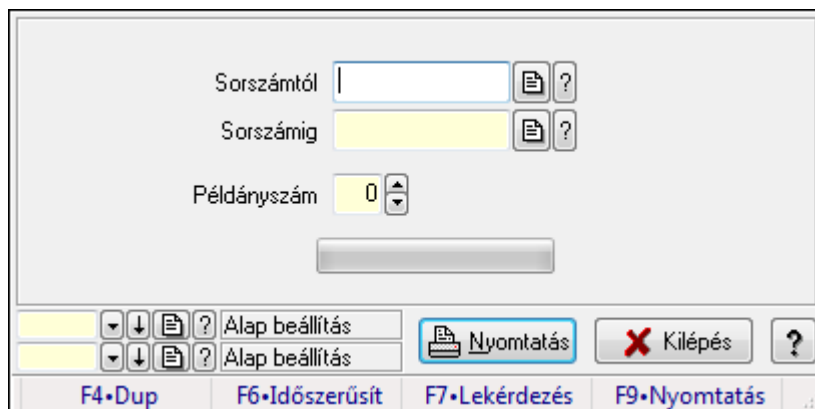 Sorszámtól ?
Sorszámig ?
Példányszám 0
? Alap beállítás
? Alap beállítás
Nyomtatás Kilépés ?
F4•Dup F6•Időszerűsít F7•Lekérdezés F9•Nyomtatás